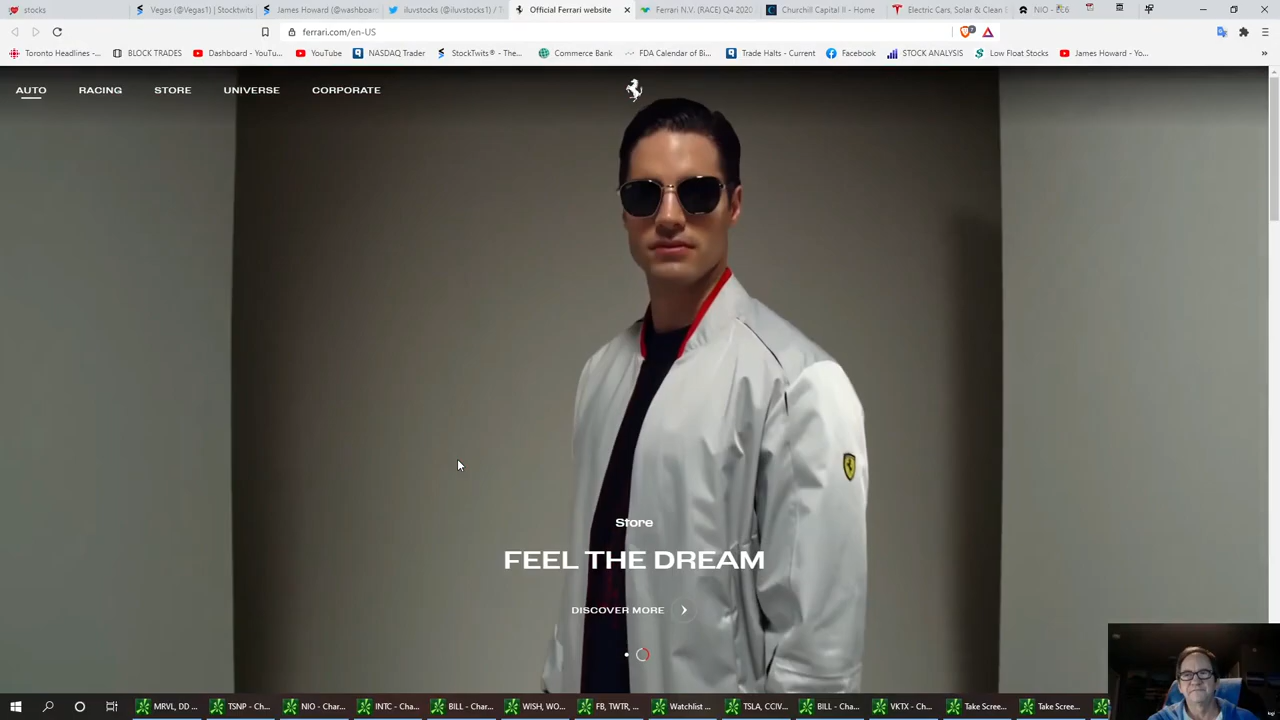 stocks
Vegas (@Vegas1) | Stocktwits
James Howard (@washboar
iluvstocks (@iluvstocks1) / T
Official Ferrari website
Ferrari N.V. (RACE) Q4 2020
Churchill Capital II - Home
Electric Cars, Solar & Clean E
NIO - EC6
ferrari.com/en-US
Toronto Headlines -...
BLOCK TRADES
Dashboard - YouTu...
YouTube
NASDAQ Trader
StockTwits® - The...
Commerce Bank
FDA Calendar of Bi...
Trade Halts - Current
Facebook
STOCK ANALYSIS
Low Float Stocks
James Howard - Yo...
AUTO
RACING
STORE
UNIVERSE
CORPORATE
Store
FEEL THE DREAM
DISCOVER MORE
MRVL, DD ...
TSNP - Ch...
NIO - Char...
INTC - Cha...
BILL - Char...
WISH, WO...
FB, TWTR, ...
Watchlist ...
TSLA, CCIV...
BILL - Cha...
VKTX - Ch...
Take Scree...
Take Scree...